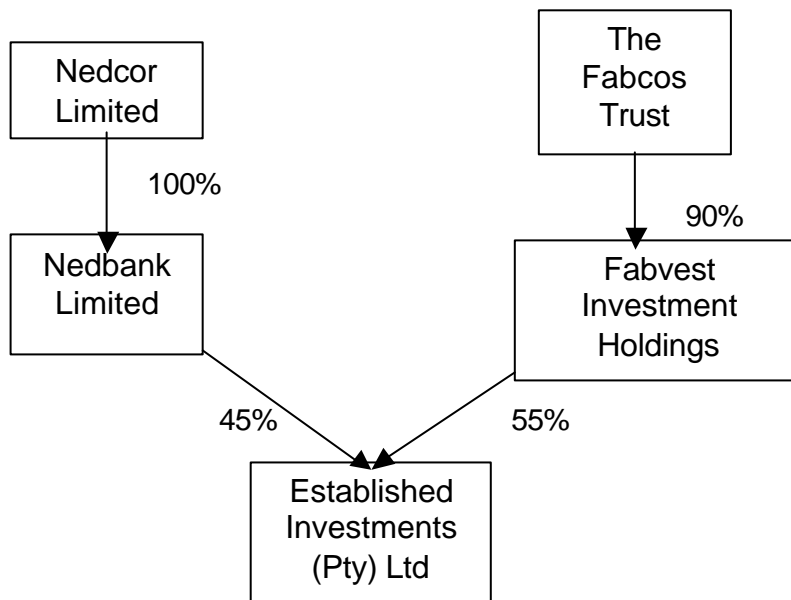 Nedcor
Limited
The
Fabcos
Trust
100%
90%
Nedbank
Limited
Fabvest
Investment
Holdings
45%
55%
Established
Investments
(Pty) Ltd